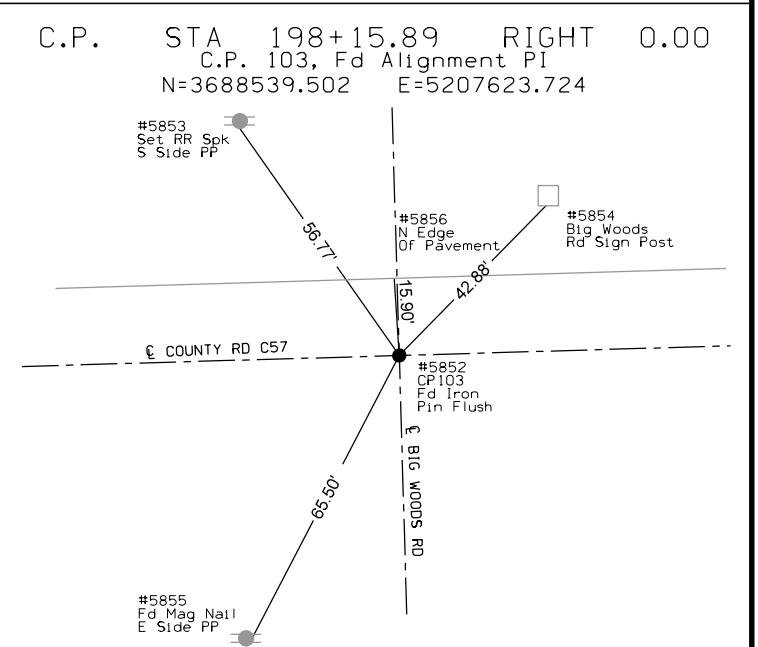 C.P. STA 198+15.89 RIGHT 0.00
C.P. 103, Fd Alignment PI
N=3688539.502 E=5207623.724
#5853
Set RR Spk
S Side PP
#5854
Big Woods
Rd Sign Post
#5856
N Edge
Of Pavement
56.77'
42.88'
15.90'
℄ COUNTY RD C57
#5852
CP103
Fd Iron
Pin Flush
℄ BIG WOODS RD
65.50'
#5855
Fd Mag Nail
E Side PP